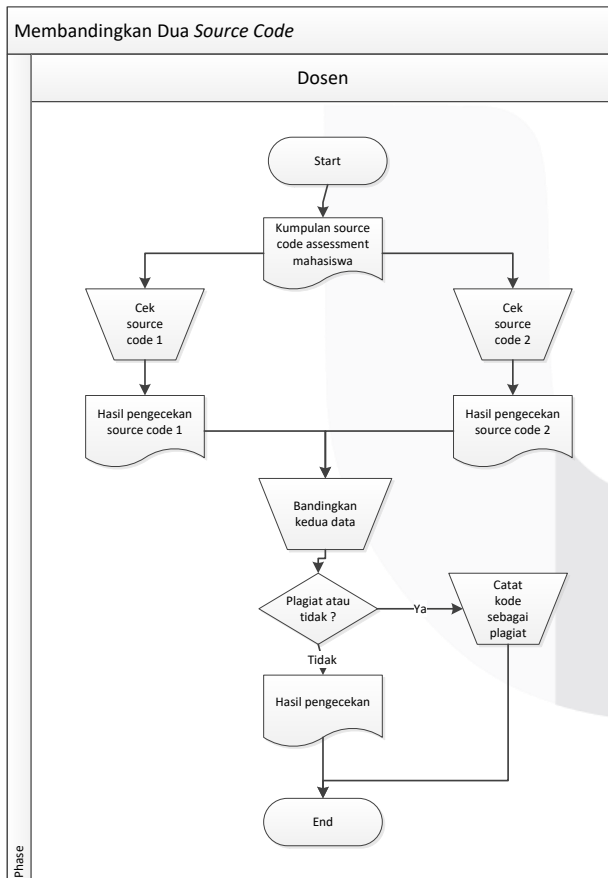 Membandingkan Dua Source Code
Dosen
Start
Kumpulan source
code assessment
mahasiswa
Cek
source
code 1
Cek
source
code 2
Hasil pengecekan
source code 1
Hasil pengecekan
source code 2
Bandingkan
kedua data
Plagiat atau
tidak ?
Ya
Catat
kode
sebagai
plagiat
Tidak
Hasil pengecekan
End
Phase